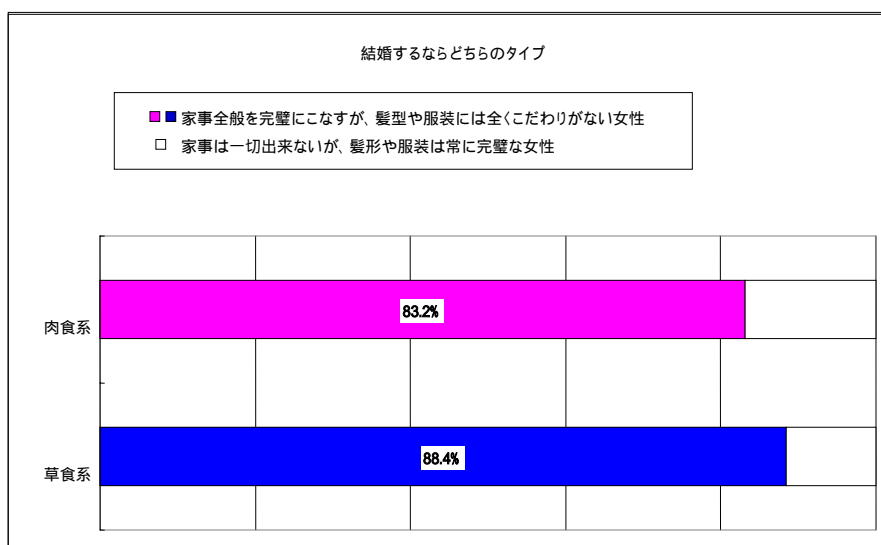 結婚するならどちらのタイプ
家事全般を完璧にこなすが、髪型や服装には全くこだわりがない女性
家事は一切出来ないが、髪形や服装は常に完璧な女性
肉食系
83.2%
草食系
88.4%